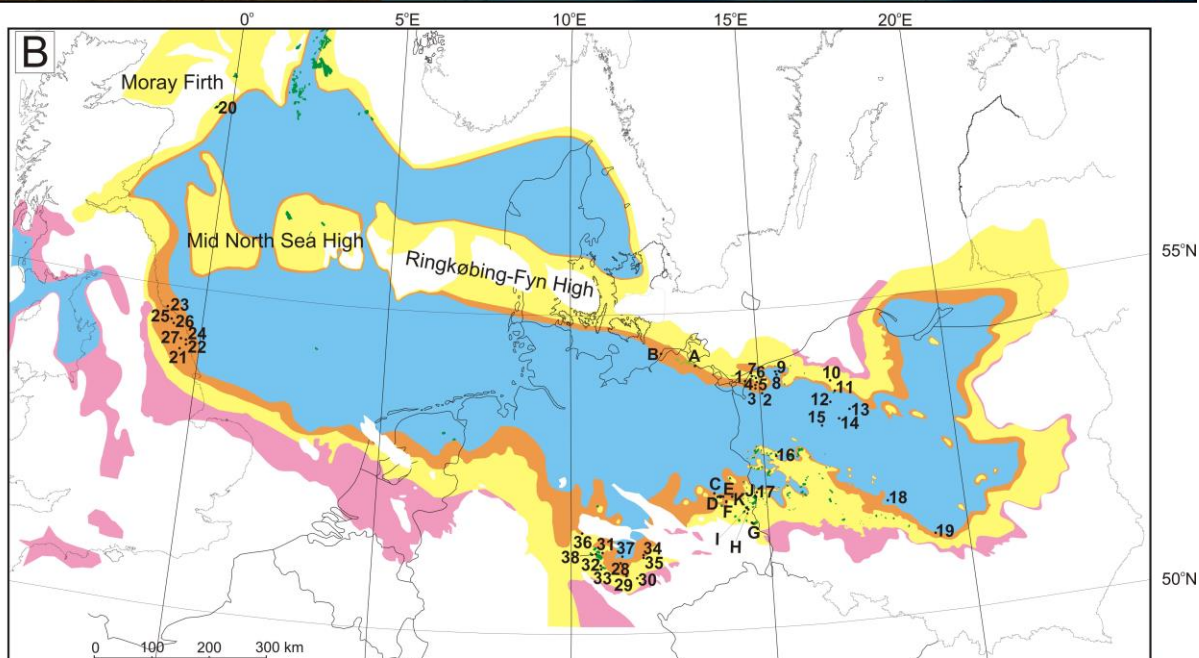 0° 5°E 10°E 15°E 20°E
B
Moray Firth
20
Mid North Sea High
Ringkøbing-Fyn High
55°N
23
25
26
27
24
22
21
B
A
7 6
1
4 5
3 2
9
8
10
11
12
13
15
14
16
C E
J 17
D K
F
G
I
H
18
19
36 31
37 34
38
35
32
28
33 29
30
50°N
0 100 200 300 km